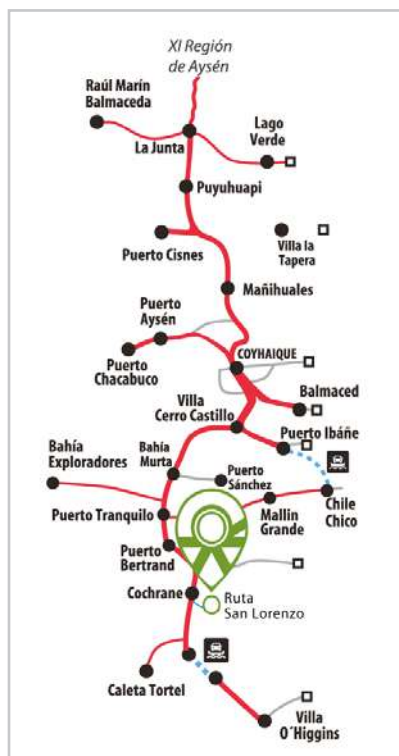 XI Región
de Aysén
Raúl Marín
Balmaceda
Lago
Verde
La Junta
Puyuhuapi
Puerto Cisnes
Villa la
Tapera
Mañihuales
Puerto
Aysén
COYHAIQUE
Puerto
Chacabuco
Balmaced
Villa
Cerro Castillo
Puerto Ibáñe
Bahía
Murta
Bahía
Exploradores
Puerto
Sánchez
Chile
Chico
Mallin
Grande
Puerto Tranquilo
Puerto
Bertrand
Cochrane
Ruta
San Lorenzo
Caleta Tortel
Villa
O´Higgins